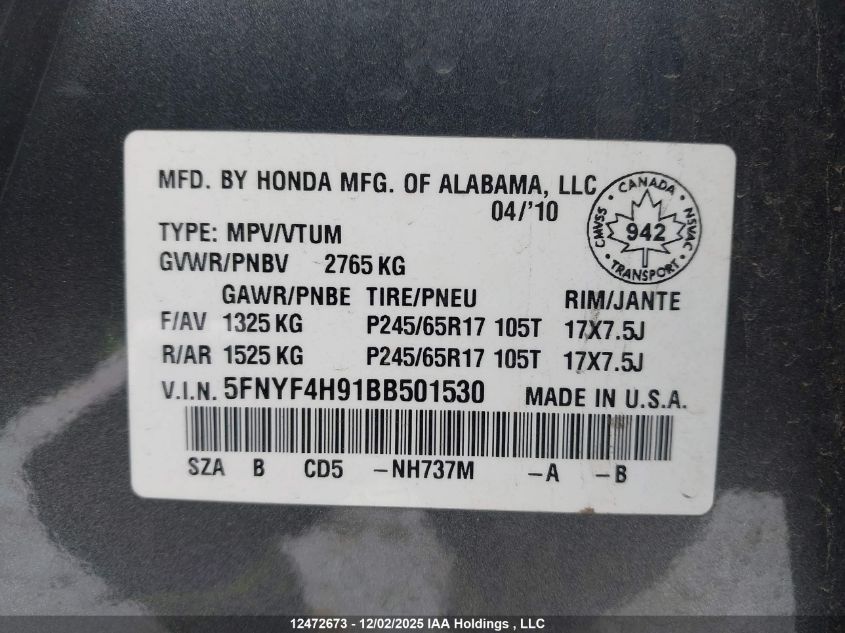 MFD. BY HONDA MFG. OF ALABAMA, LLC
04/'10
CANADA
CMVSS
942
NSVAC
TRANSPORT
TYPE: MPV/VTUM
GVWR/PNBV 2765 KG
GAWR/PNBE TIRE/PNEU RIM/JANTE
F/AV 1325 KG P245/65R17 105T 17X7.5J
R/AR 1525 KG P245/65R17 105T 17X7.5J
V.I.N. 5FNYF4H91BB501530 MADE IN U.S.A.
SZA B CD5 -NH737M -A -B
12472673 - 12/02/2025 IAA Holdings , LLC